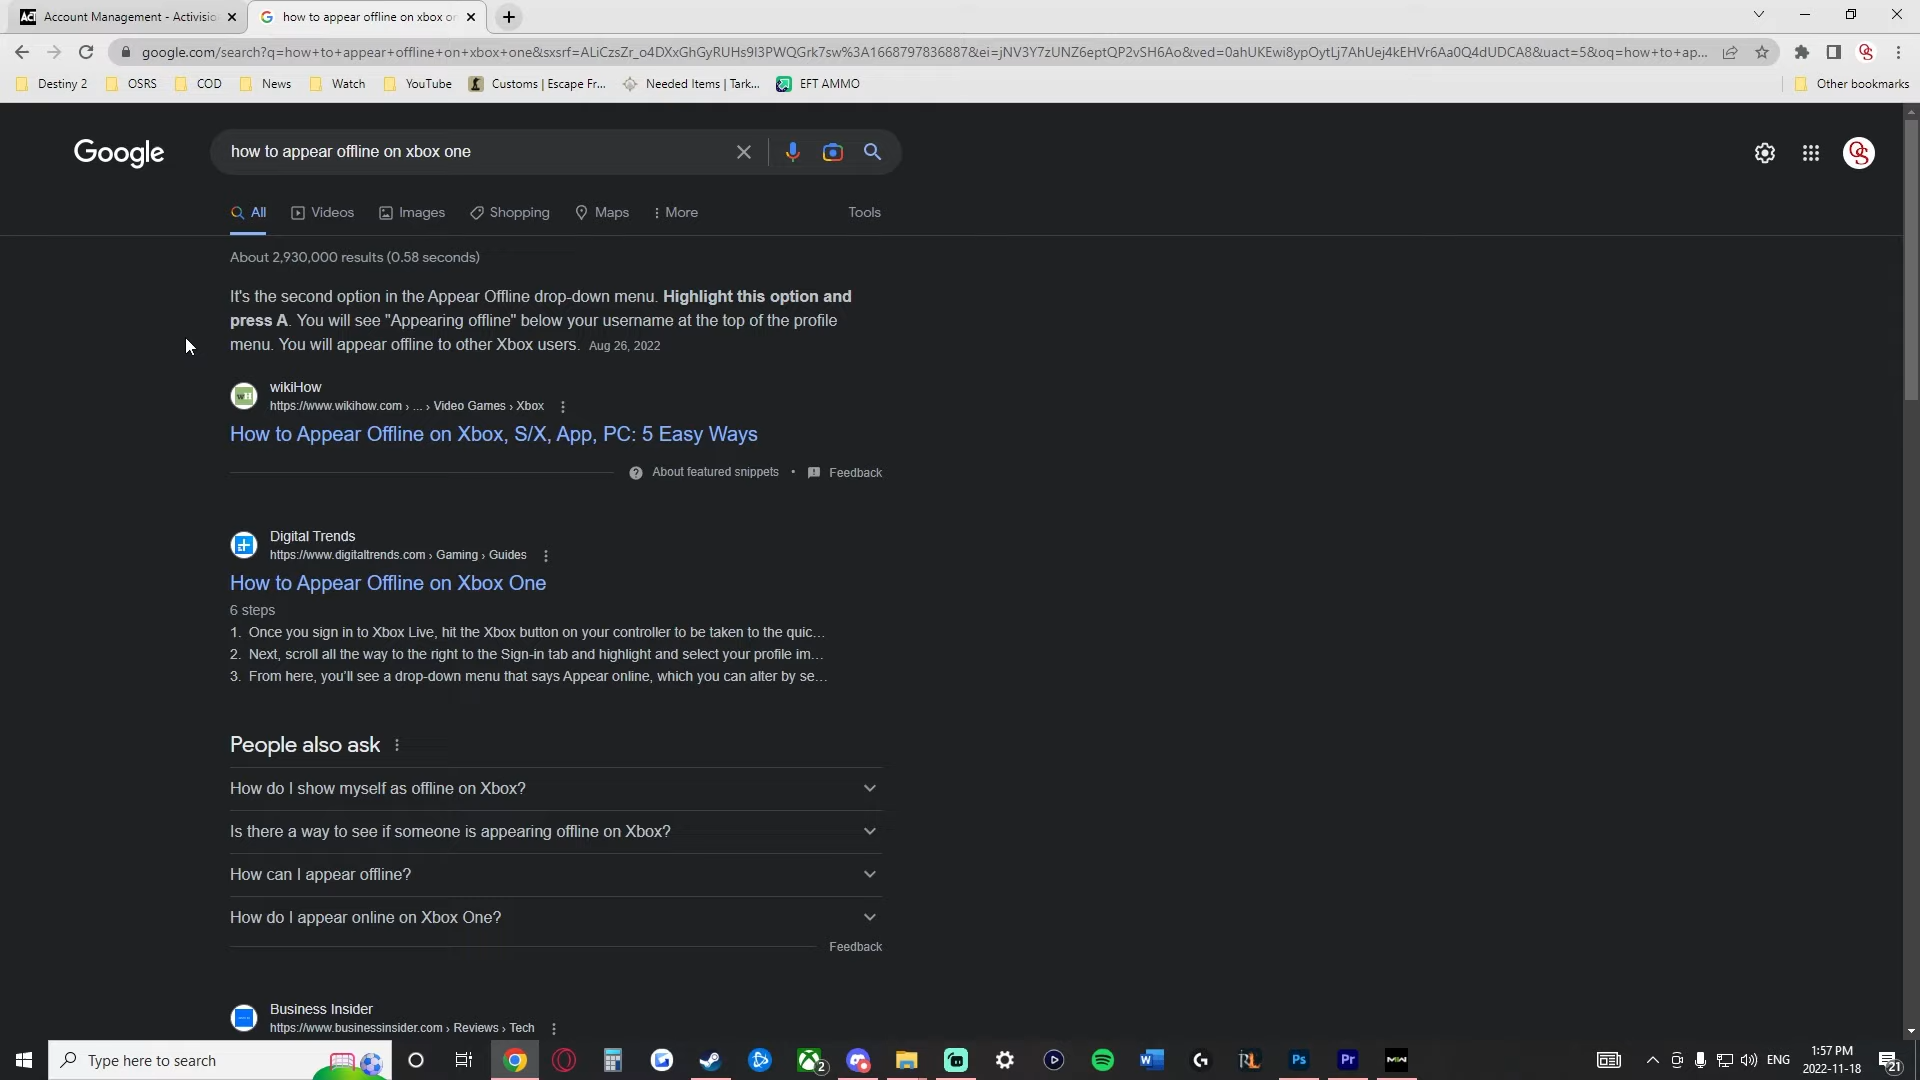 Account Management - Activisio
how to appear offline on xbox on
google.com/search?q=how+to+appear+offline+on+xbox+one&sxsrf=ALiCzsZr_o4DXxGhGyRUHs9l3PWQGrk7sw%3A1668797836887&ei=jNV3Y7zUNZ6eptQP2vSH6Ao&ved=0ahUKEwi8ypOytLj7AhUej4kEHVr6Aa0Q4dUDCA8&uact=5&oq=how+to+ap...
Destiny 2 OSRS COD News Watch YouTube Customs | Escape Fr... Needed Items | Tark... EFT AMMO Other bookmarks
Google
how to appear offline on xbox one
All Videos Images Shopping Maps More Tools
About 2,930,000 results (0.58 seconds)
It's the second option in the Appear Offline drop-down menu. Highlight this option and
press A. You will see "Appearing offline" below your username at the top of the profile
menu. You will appear offline to other Xbox users. Aug 26, 2022
wikiHow
https://www.wikihow.com › ... › Video Games › Xbox
How to Appear Offline on Xbox, S/X, App, PC: 5 Easy Ways
About featured snippets • Feedback
Digital Trends
https://www.digitaltrends.com › Gaming › Guides
How to Appear Offline on Xbox One
6 steps
1. Once you sign in to Xbox Live, hit the Xbox button on your controller to be taken to the quic...
2. Next, scroll all the way to the right to the Sign-in tab and highlight and select your profile im...
3. From here, you'll see a drop-down menu that says Appear online, which you can alter by se...
People also ask
How do I show myself as offline on Xbox?
Is there a way to see if someone is appearing offline on Xbox?
How can I appear offline?
How do I appear online on Xbox One?
Feedback
Business Insider
https://www.businessinsider.com › Reviews › Tech
Type here to search
ENG
1:57 PM
2022-11-18
21